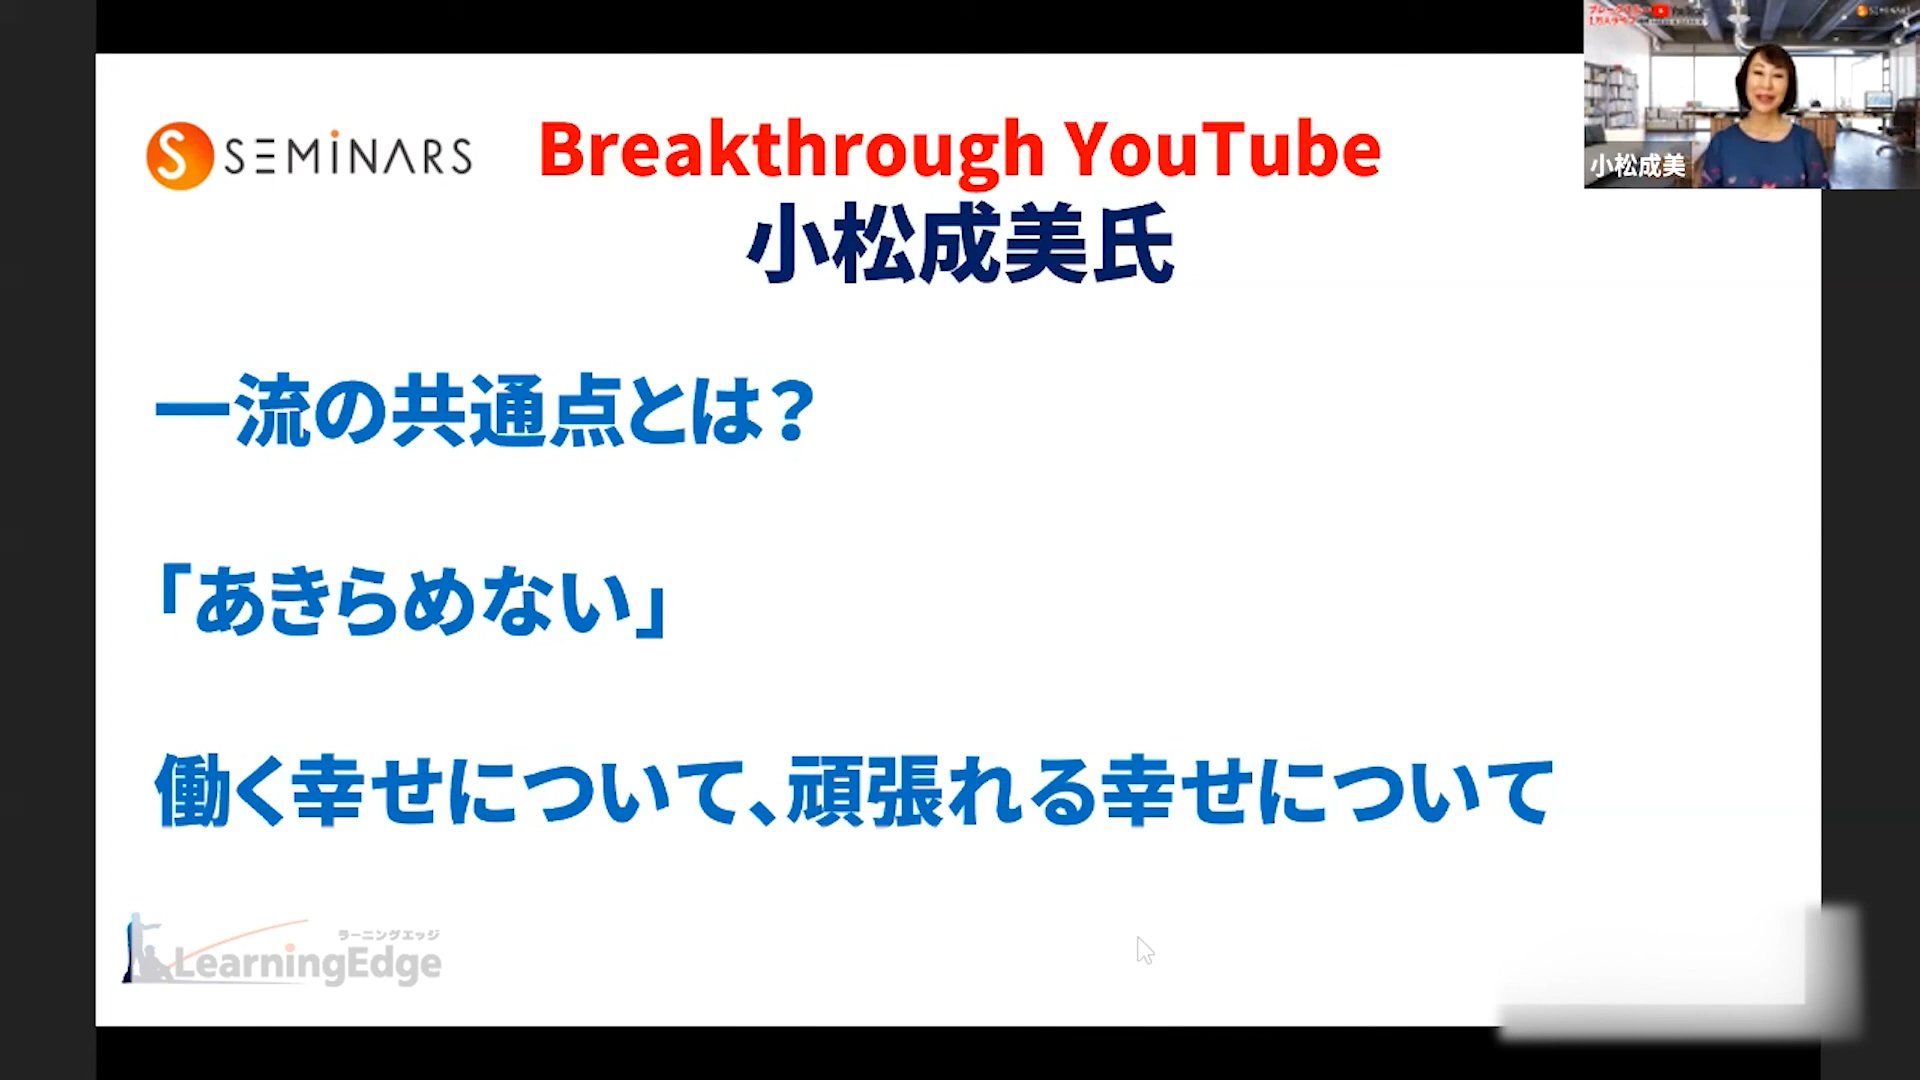 SEMINARS
Breakthrough YouTube
小松成美氏
一流の共通点とは？
「あきらめない」
働く幸せについて、頑張れる幸せについて
ラーニングエッジ
LearningEdge
小松成美